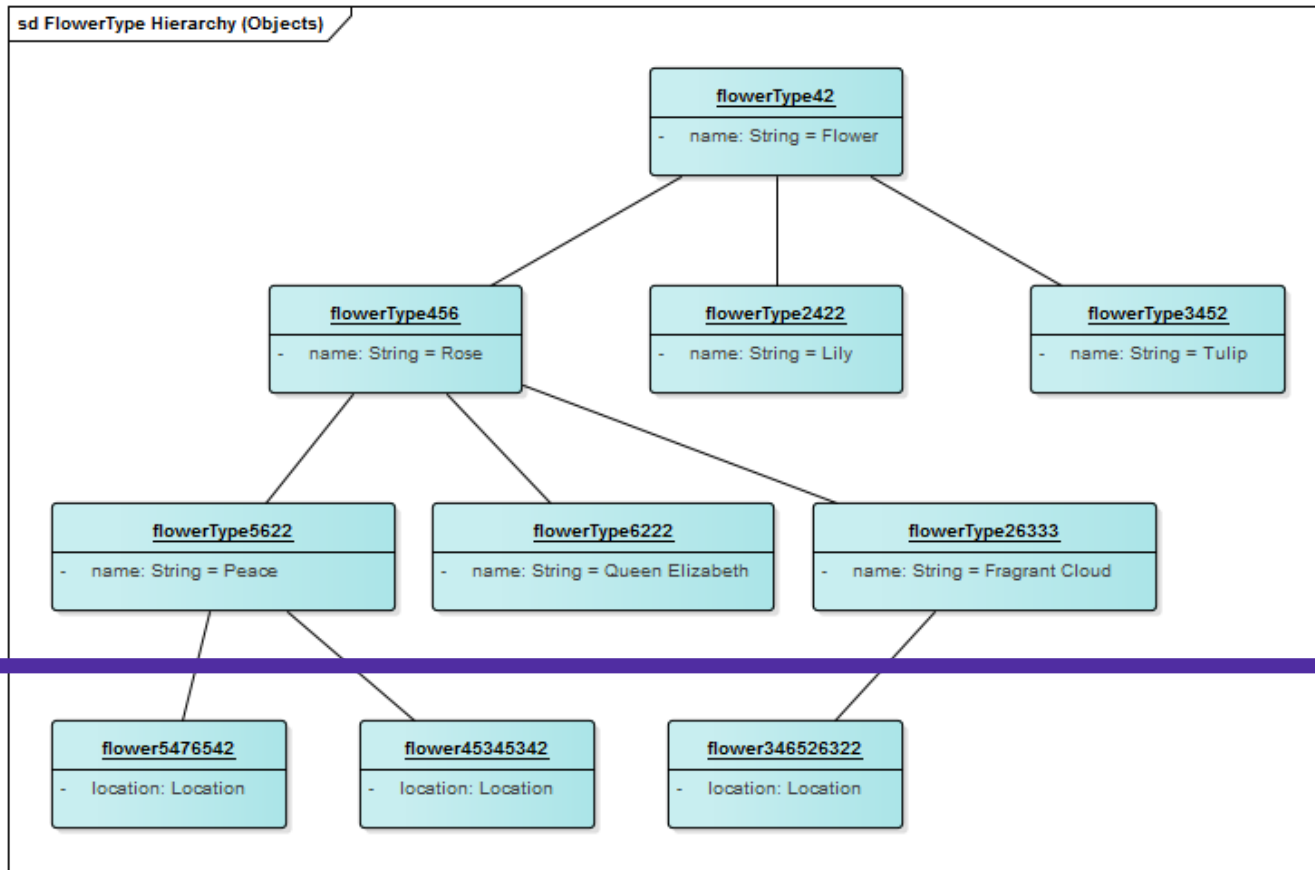 sd FlowerType Hierarchy (Objects)
flowerType42
- name: String = Flower
flowerType456
- name: String = Rose
flowerType2422
- name: String = Lily
flowerType3452
- name: String = Tulip
flowerType5622
- name: String = Peace
flowerType6222
- name: String = Queen Elizabeth
flowerType26333
- name: String = Fragrant Cloud
flower5476542
- location: Location
flower45345342
- location: Location
flower346526322
- location: Location